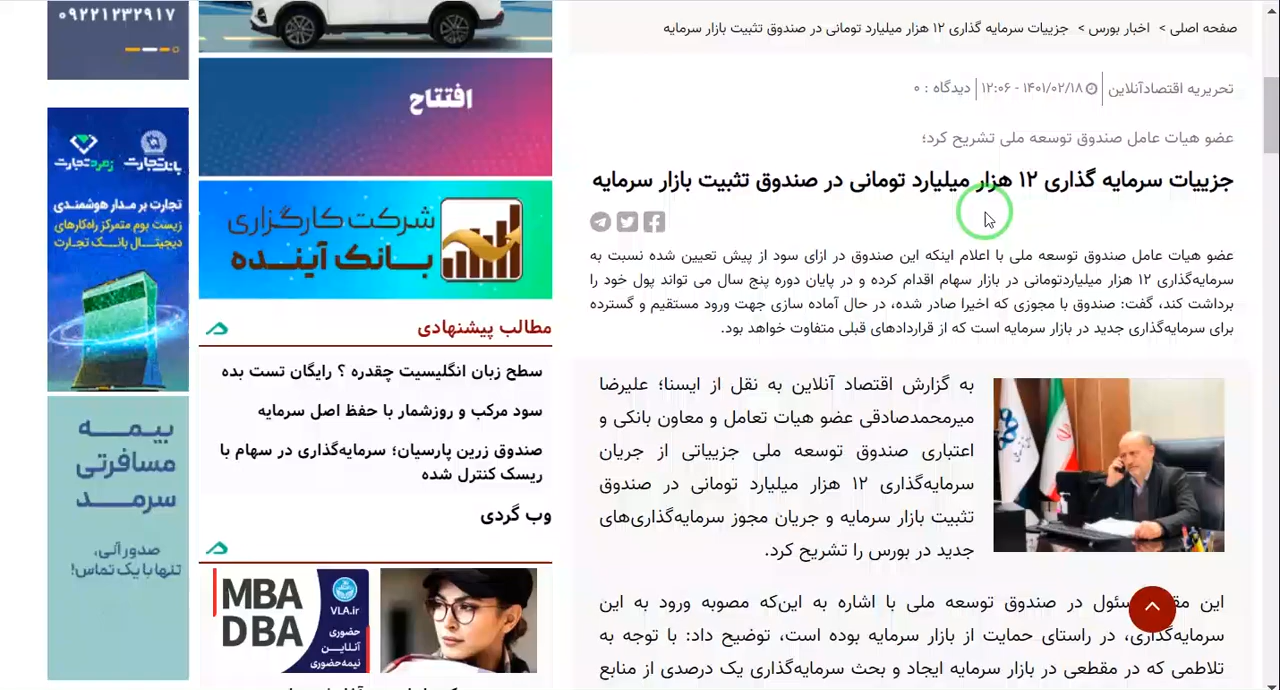 صفحه اصلی > اخبار بورس > جزییات سرمایه گذاری ۱۲ هزار میلیارد تومانی در صندوق تثبیت بازار سرمایه
تحریریه اقتصادآنلاین | ۱۴۰۱/۰۲/۱۸ - ۱۲:۰۶ | دیدگاه : ۰
عضو هیات عامل صندوق توسعه ملی تشریح کرد؛
جزییات سرمایه گذاری ۱۲ هزار میلیارد تومانی در صندوق تثبیت بازار سرمایه
عضو هیات عامل صندوق توسعه ملی با اعلام اینکه این صندوق در ازای سود از پیش تعیین شده نسبت به
سرمایه‌گذاری ۱۲ هزار میلیاردتومانی در بازار سهام اقدام کرده و در پایان دوره پنج سال می تواند پول خود را
برداشت کند، گفت: صندوق با مجوزی که اخیرا صادر شده، در حال آماده سازی جهت ورود مستقیم و گسترده
برای سرمایه‌گذاری جدید در بازار سرمایه است که از قراردادهای قبلی متفاوت خواهد بود.
به گزارش اقتصاد آنلاین به نقل از ایسنا؛ علیرضا
میرمحمدصادقی عضو هیات تعامل و معاون بانکی و
اعتباری صندوق توسعه ملی جزییاتی از جریان
سرمایه‌گذاری ۱۲ هزار میلیارد تومانی در صندوق
تثبیت بازار سرمایه و جریان مجوز سرمایه‌گذاری‌های
جدید در بورس را تشریح کرد.
این سئول در صندوق توسعه ملی با اشاره به این‌که مصوبه ورود به این
سرمایه‌گذاری، در راستای حمایت از بازار سرمایه بوده است، توضیح داد: با توجه به
تلاطمی که در مقطعی در بازار سرمایه ایجاد و بحث سرمایه‌گذاری یک درصدی از منابع
افتتاح
شرکت کارگزاری
بانک آینده
مطالب پیشنهادی
سطح زبان انگلیسیت چقدره ؟ رایگان تست بده
سود مرکب و روزشمار با حفظ اصل سرمایه
صندوق زرین پارسیان؛ سرمایه‌گذاری در سهام با
ریسک کنترل شده
وب گردی
MBA
DBA
VLA.ir
حضوری
آنلاین
نیمه‌حضوری
۰۹۲۲۱۲۳۲۹۱۷
بانک تجارت
زمرد تجارت
تجارت بر مدار هوشمندی
زیست بوم متمرکز راه‌کارهای
دیجیتال بانک تجارت
بیمه
مسافرتی
سرمد
صدور آنی،
تنها با یک تماس!